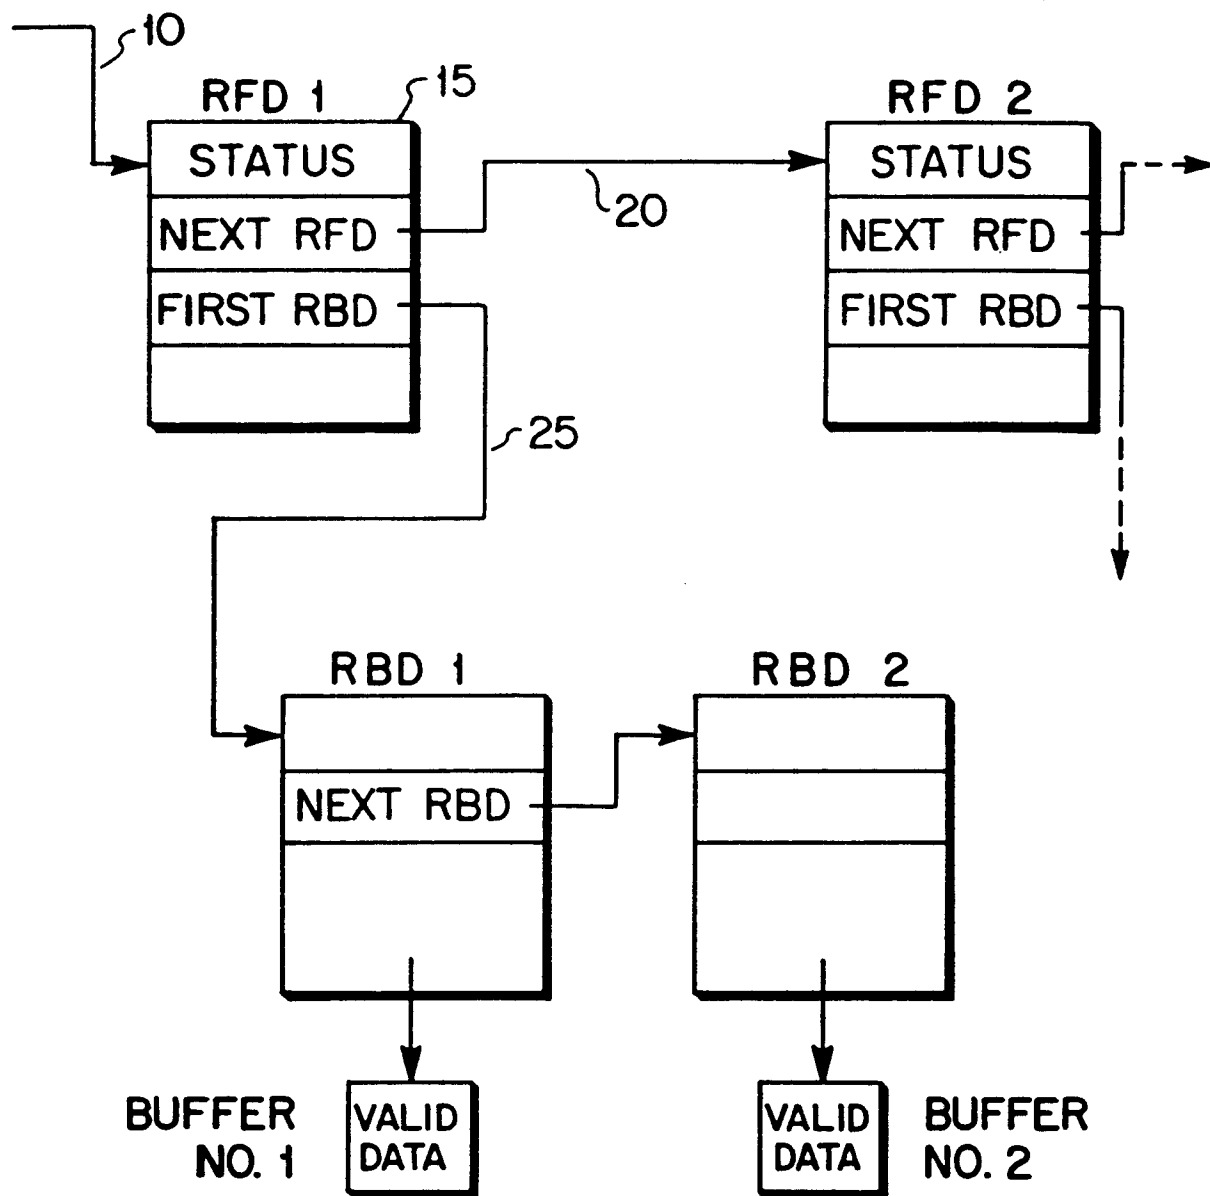 10
RFD 1
15
RFD 2
STATUS
STATUS
20
NEXT RFD
NEXT RFD
FIRST RBD
FIRST RBD
25
RBD 1
RBD 2
NEXT RBD
BUFFER
NO. 1
VALID
DATA
VALID
DATA
BUFFER
NO. 2